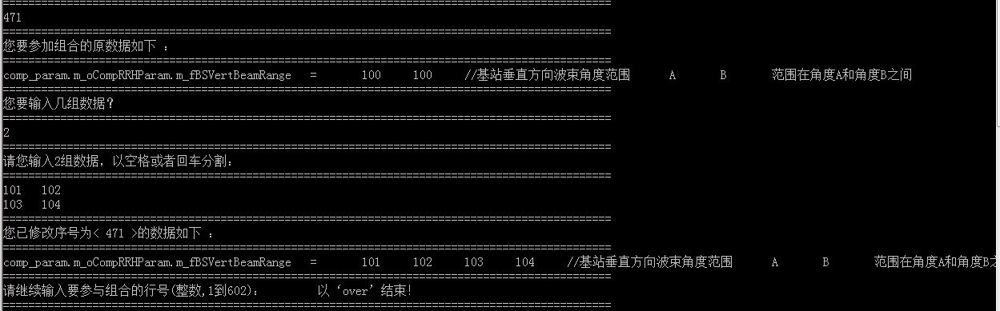 ==========
471
==========
您要参加组合的原数据如下 ：
==========
comp_param.m_oCompRRHParam.m_fBSVertBeamRange = 100 100 //基站垂直方向波束角度范围 A B 范围在角度A和角度B之间
==========
您要输入几组数据？
==========
2
==========
请您输入2组数据，以空格或者回车分割：
==========
101 102
103 104
==========
您已修改序号为< 471 >的数据如下 ：
==========
comp_param.m_oCompRRHParam.m_fBSVertBeamRange = 101 102 103 104 //基站垂直方向波束角度范围 A B 范围在角度A和角度B
==========
请继续输入要参与组合的行号(整数,1到602)： 以‘over’结束!
==========